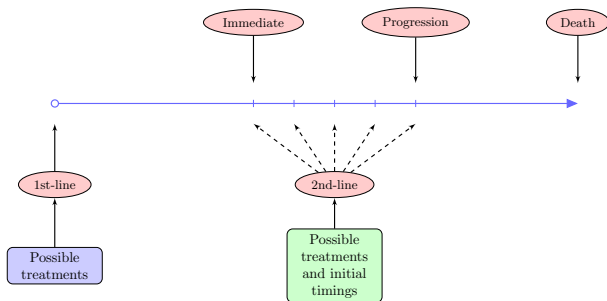 Immediate
Progression
Death
1st-line
2nd-line
Possible
treatments
Possible
treatments
and initial
timings